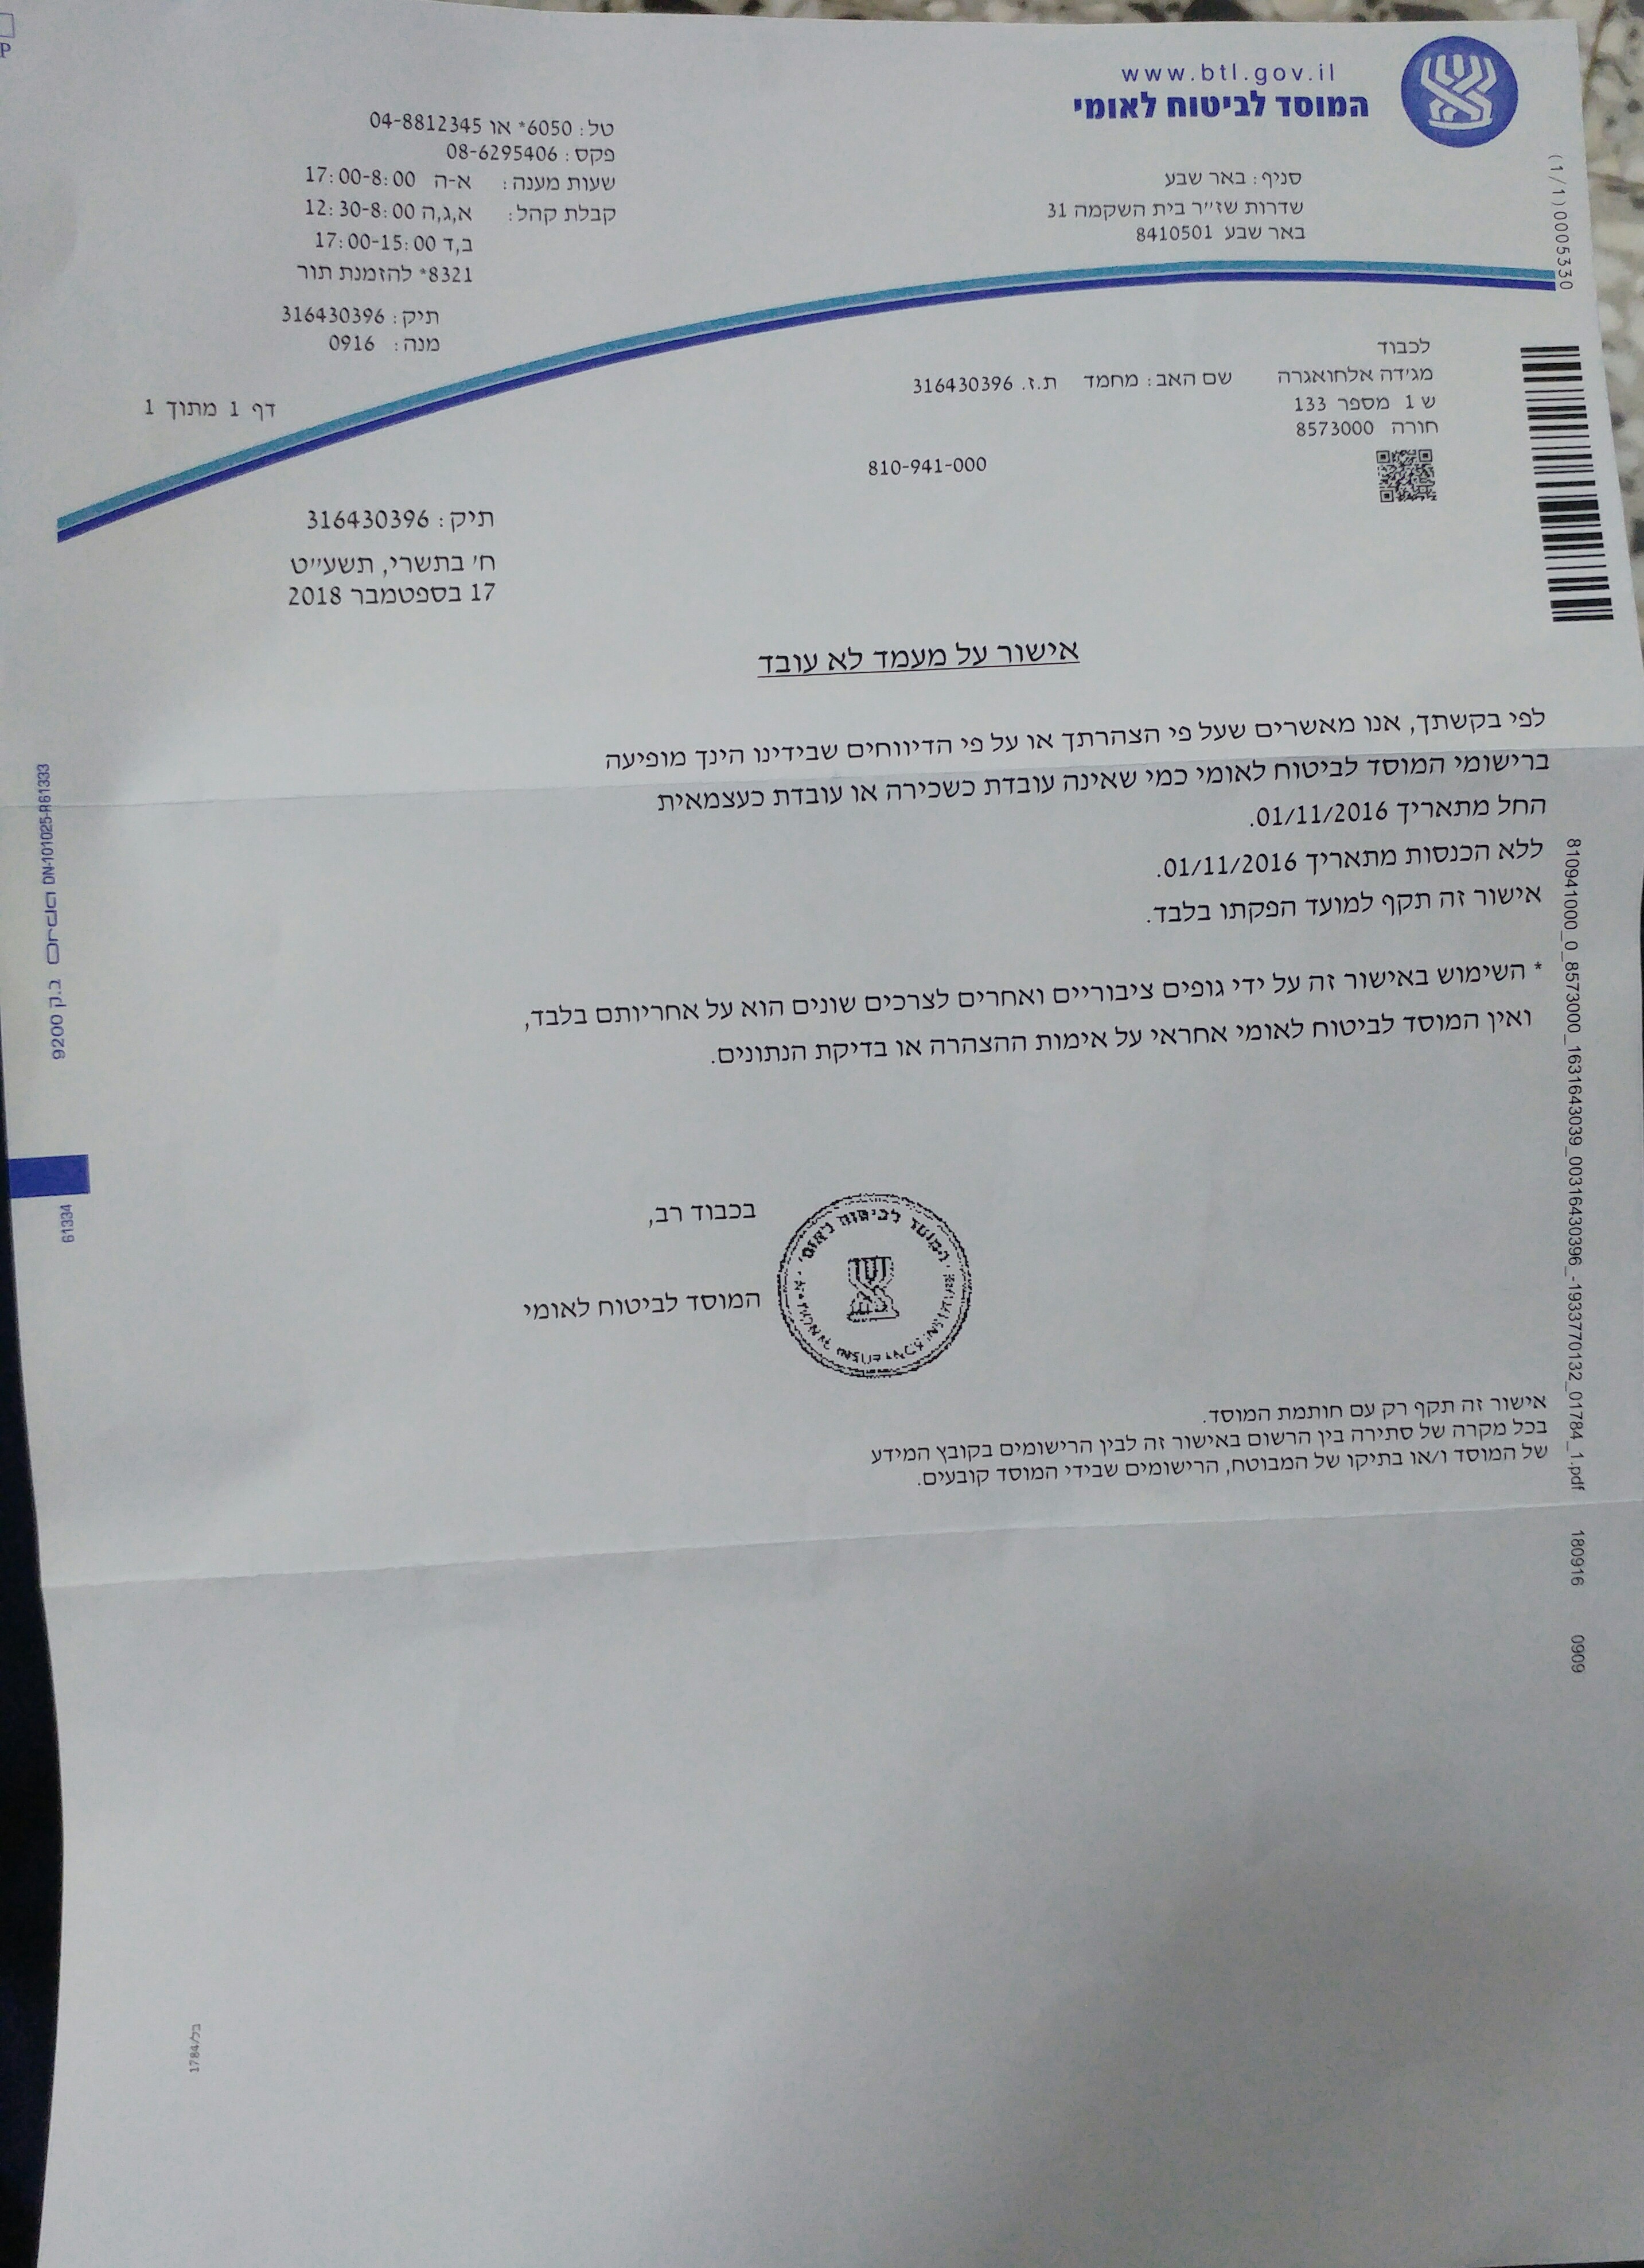 www.btl.gov.il
המוסד לביטוח לאומי
סניף: באר שבע
שדרות שז"ר בית השקמה 31
באר שבע 8410501
טל: 6050* או 04-8812345
פקס: 08-6295406
שעות מענה: א-ה 17:00-8:00
קבלת קהל: א,ג,ה 12:30-8:00
ב,ד 17:00-15:00
8321* להזמנת תור
תיק: 316430396
מנה: 0916
דף 1 מתוך 1
(1/1)0005330
לכבוד
מגידה אלחואגרה שם האב: מחמד ת.ז. 316430396
ש 1 מספר 133
חורה 8573000
810-941-000
תיק: 316430396
ח' בתשרי, תשע"ט
17 בספטמבר 2018
אישור על מעמד לא עובד
לפי בקשתך, אנו מאשרים שעל פי הצהרתך או על פי הדיווחים שבידינו הינך מופיעה
ברישומי המוסד לביטוח לאומי כמי שאינה עובדת כשכירה או עובדת כעצמאית
החל מתאריך 01/11/2016.
ללא הכנסות מתאריך 01/11/2016.
אישור זה תקף למועד הפקתו בלבד.
* השימוש באישור זה על ידי גופים ציבוריים ואחרים לצרכים שונים הוא על אחריותם בלבד,
ואין המוסד לביטוח לאומי אחראי על אימות ההצהרה או בדיקת הנתונים.
בכבוד רב,
המוסד לביטוח לאומי
המוסד לביטוח לאומי
אישור זה תקף רק עם חותמת המוסד.
בכל מקרה של סתירה בין הרשום באישור זה לבין הרישומים בקובץ המידע
של המוסד ו/או בתיקו של המבוטח, הרישומים שבידי המוסד קובעים.
810941000_0_8573000_1631643039_00316430396_-1933770132_01784_1.pdf 180916 0909
ב.ק 9200 Orda DN-101025-R61333
61334
בל/1784
P